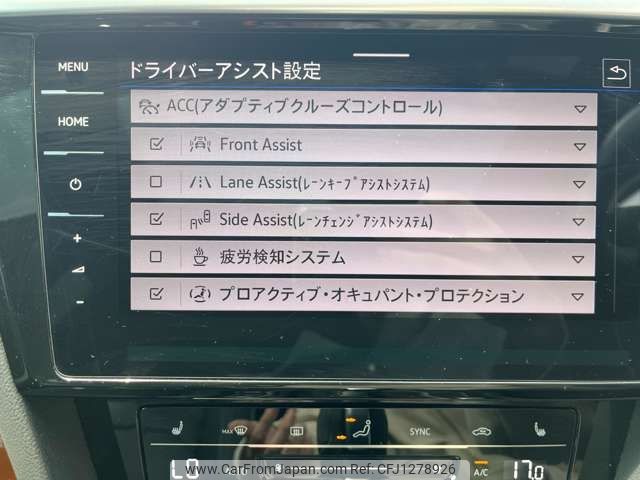 MENU
ドライバーアシスト設定
ACC(アダプティブクルーズコントロール)
HOME
Front Assist
Lane Assist(ﾚｰﾝｷｰﾌﾟｱｼｽﾄｼｽﾃﾑ)
Side Assist(ﾚｰﾝﾁｪﾝｼﾞｱｼｽﾄｼｽﾃﾑ)
疲労検知システム
プロアクティブ・オキュパント・プロテクション
MAX
SYNC
LO
A/C
17.0
www.CarFromJapan.com - CFJ1278926